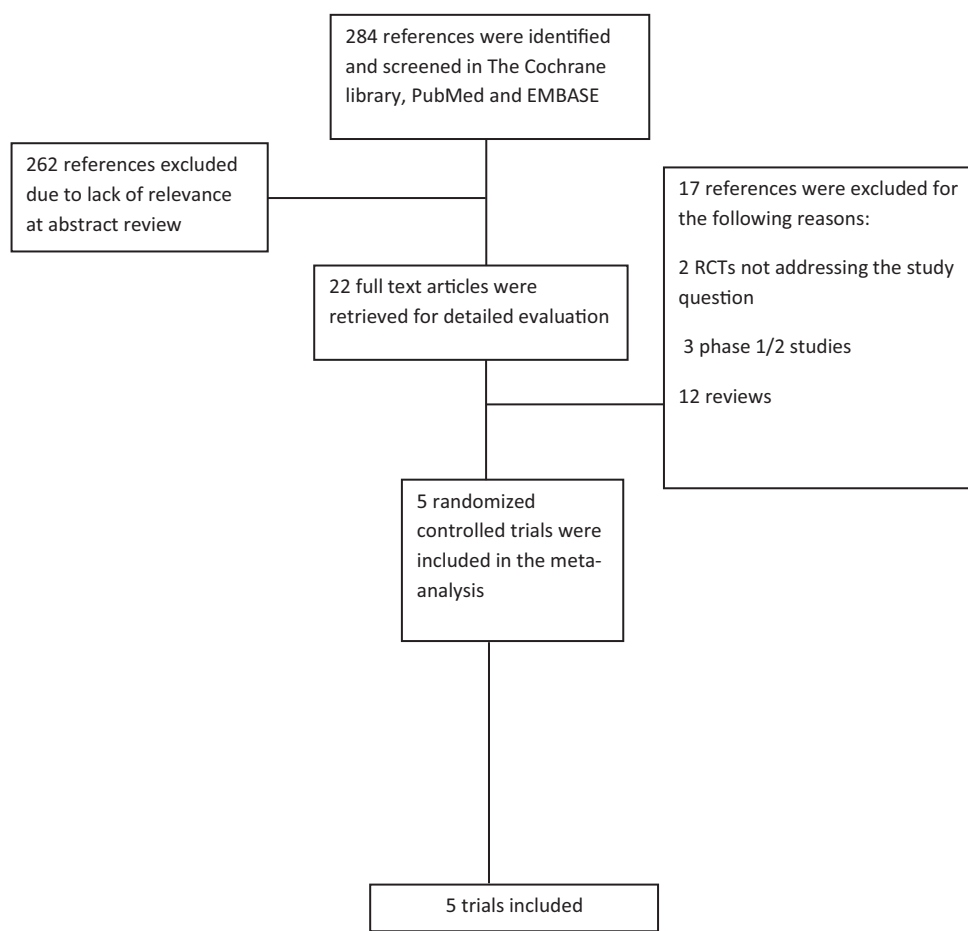 284 references were identified
and screened in The Cochrane
library, PubMed and EMBASE
262 references excluded
due to lack of relevance
at abstract review
17 references were excluded for
the following reasons:
2 RCTs not addressing the study
question
3 phase 1/2 studies
12 reviews
22 full text articles were
retrieved for detailed evaluation
5 randomized
controlled trials were
included in the meta-
analysis
5 trials included